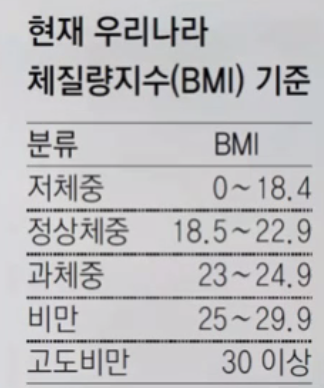 현재 우리나라
체질량지수(BMI) 기준
분류 BMI
저체중 0~18.4
정상체중 18.5~22.9
과체중 23~24.9
비만 25~29.9
고도비만 30 이상